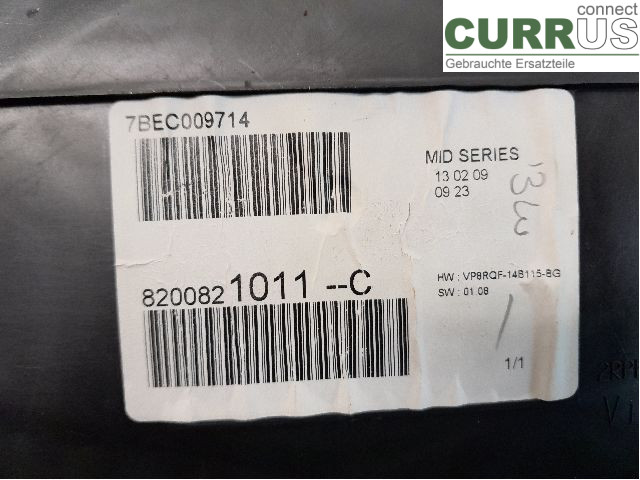 connect
CURRUS
Gebrauchte Ersatzteile
7BEC009714
MID SERIES
13 02 09
09 23
8200821011--C
HW : VP8RQF-14B115-BG
SW : 01.08
1/1